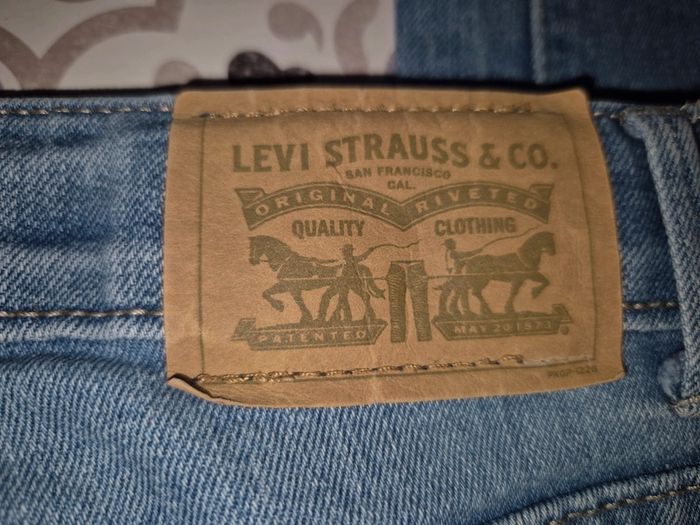 LEVI STRAUSS & CO.
SAN FRANCISCO
CAL.
ORIGINAL RIVETED
QUALITY CLOTHING
PATENTED MAY 20 1873